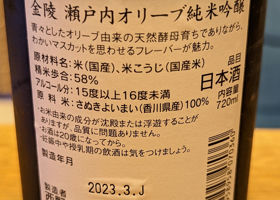 金陵 瀬戸内オリーブ純米吟醸
青々としたオリーブ由来の天然酵母育ちでありながら、
わかいマスカットを思わせるフレーバーが魅力。
原材料名:米(国産)、米こうじ(国産米)
精米歩合:58%
アルコール分:15度以上16度未満
原料米:さぬきよいまい(香川県産)100%
品目
日本酒
内容量
720ml
*お米由来の成分が沈殿または浮遊することが
ありますが、品質に問題ありません。
*お酒は20歳になってから。
*妊娠中や授乳期の飲酒は気をつけましょう。
製造年月
2023.3.J
製造者